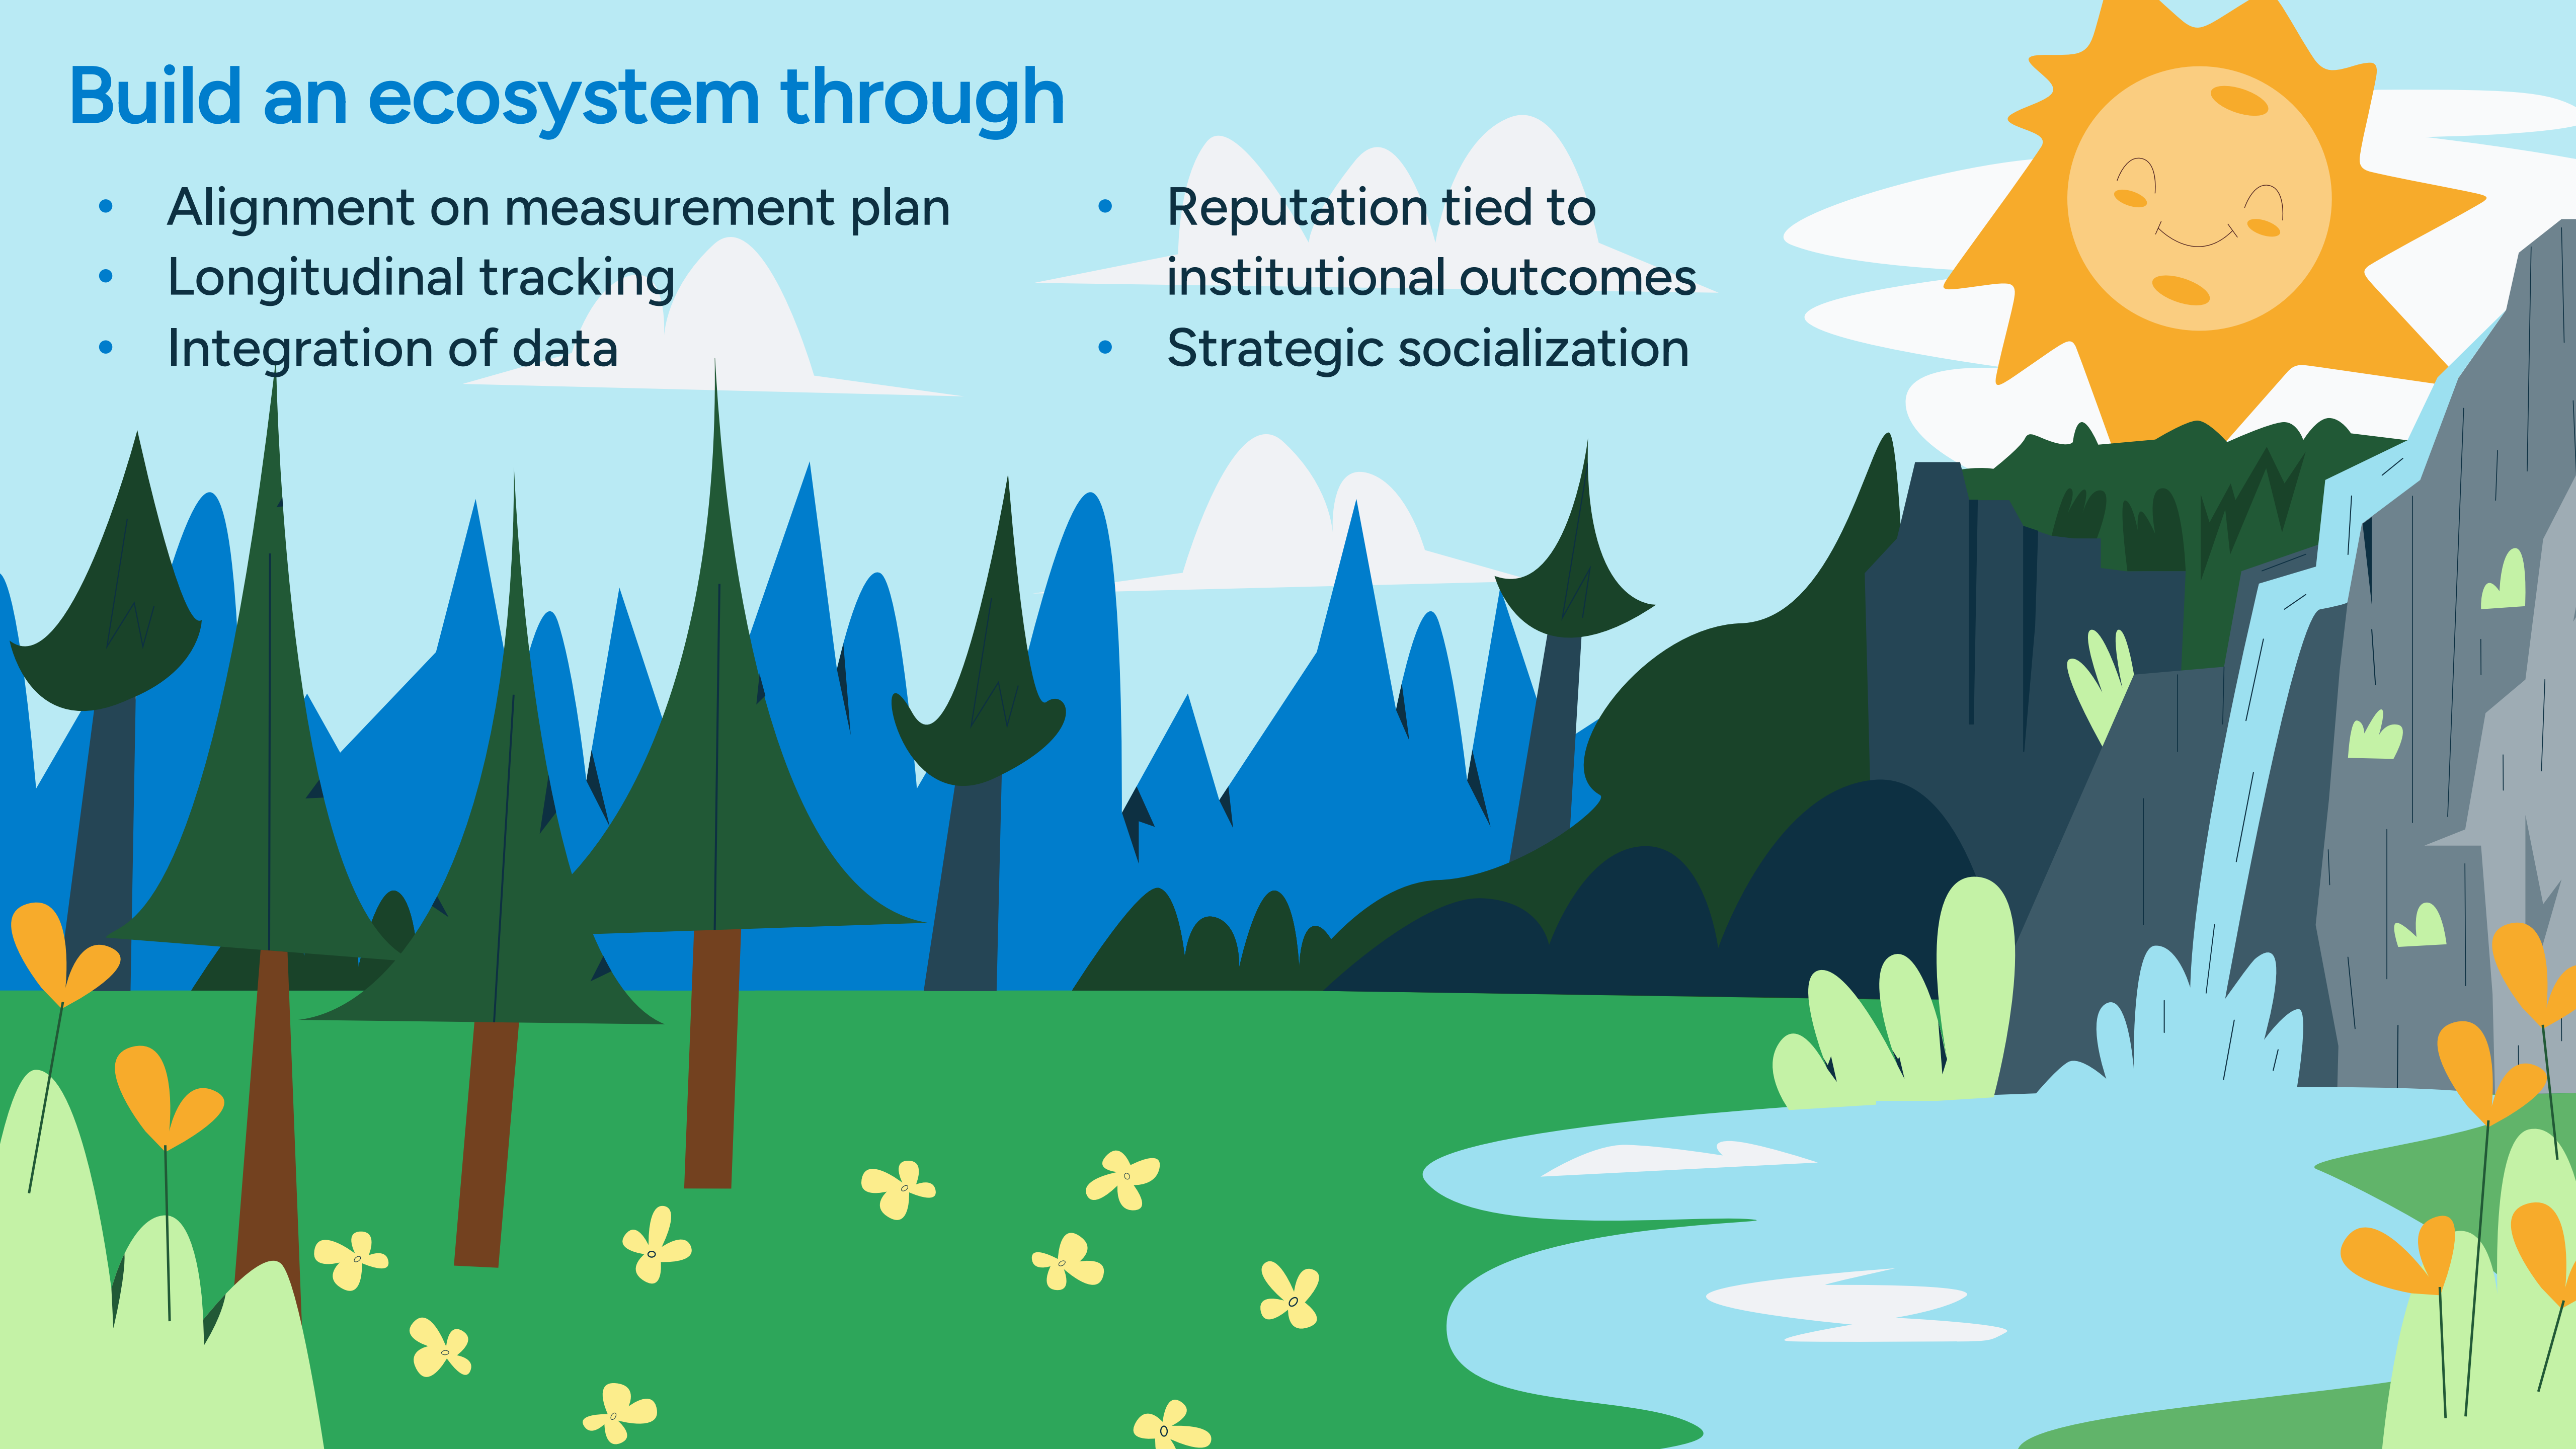 Build an ecosystem through
• Alignment on measurement plan
• Longitudinal tracking
• Integration of data
• Reputation tied to
institutional outcomes
• Strategic socialization